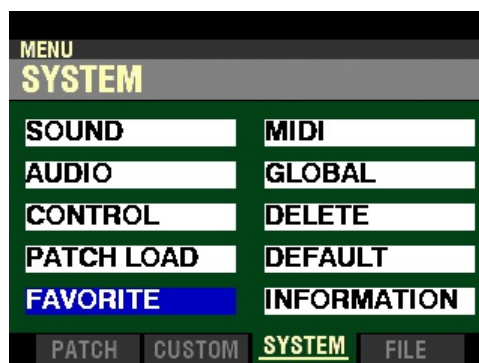 MENU
SYSTEM
SOUND MIDI
AUDIO GLOBAL
CONTROL DELETE
PATCH LOAD DEFAULT
FAVORITE INFORMATION
PATCH CUSTOM SYSTEM FILE